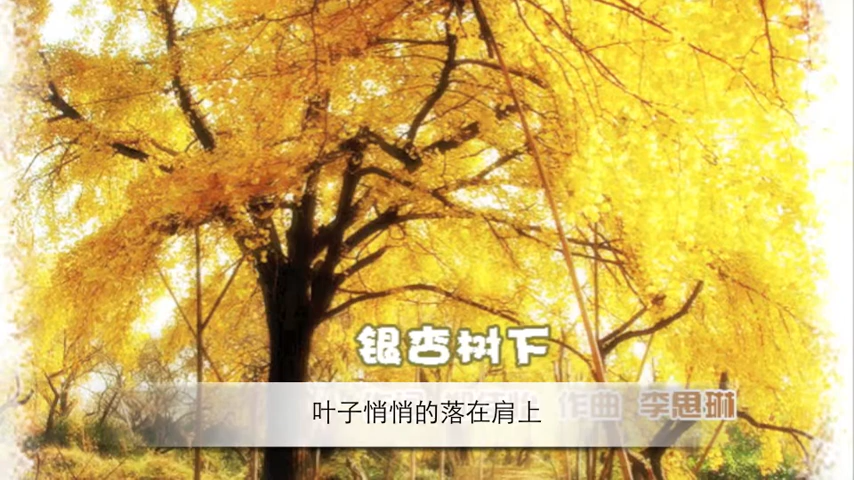 银杏树下
作曲 李思琳
叶子悄悄的落在肩上